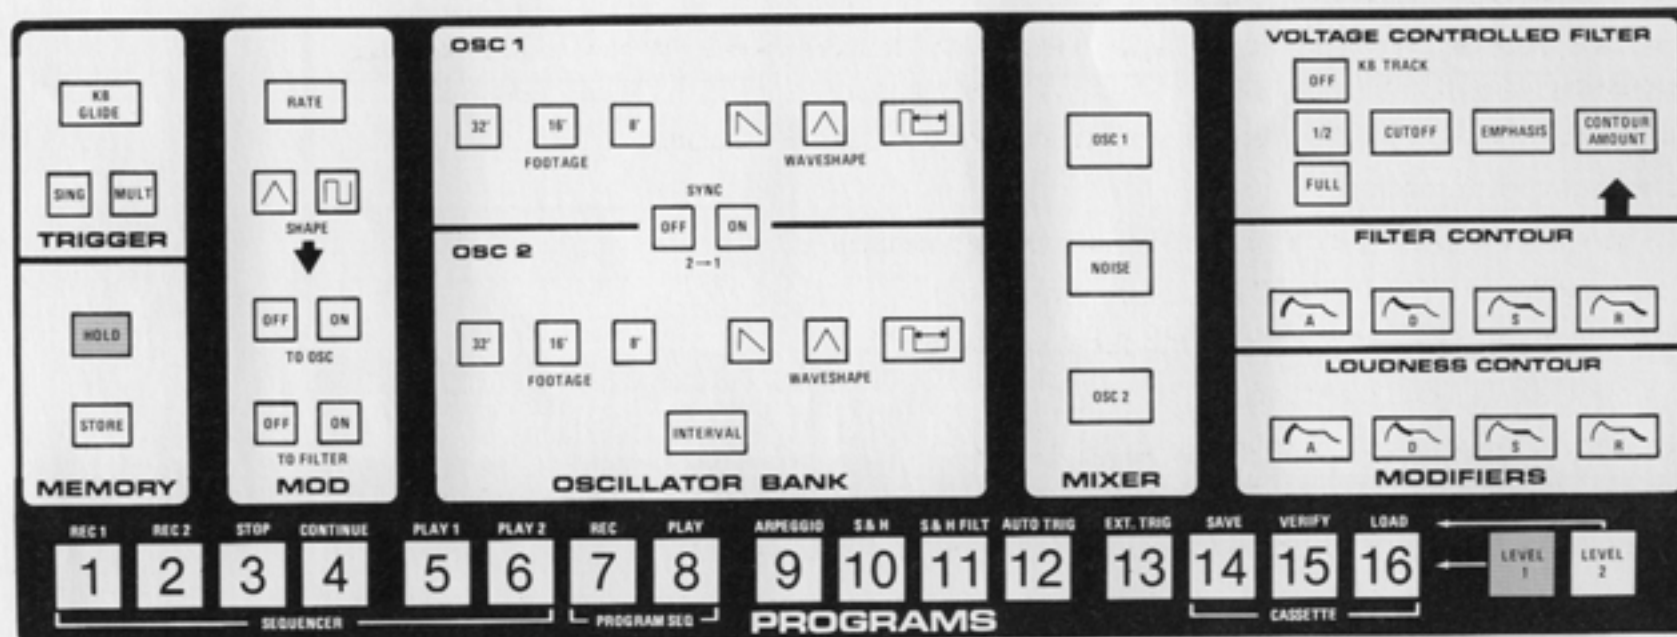 KB
GLIDE
SING MULT
TRIGGER
HOLD
STORE
MEMORY
RATE
SHAPE
OFF ON
TO OSC
OFF ON
TO FILTER
MOD
OSC 1
32' 16' 8'
FOOTAGE WAVESHAPE
SYNC
OFF ON
2→1
OSC 2
32' 16' 8'
FOOTAGE WAVESHAPE
INTERVAL
OSCILLATOR BANK
OSC 1
NOISE
OSC 2
MIXER
VOLTAGE CONTROLLED FILTER
OFF KB TRACK
1/2 CUTOFF EMPHASIS CONTOUR
AMOUNT
FULL
FILTER CONTOUR
A D S R
LOUDNESS CONTOUR
A D S R
MODIFIERS
REC 1 REC 2 STOP CONTINUE PLAY 1 PLAY 2 REC PLAY ARPEGGIO S & H S & H FILT AUTO TRIG EXT. TRIG SAVE VERIFY LOAD
1 2 3 4 5 6 7 8 9 10 11 12 13 14 15 16
LEVEL LEVEL
1 2
SEQUENCER PROGRAM SEQ PROGRAMS CASSETTE